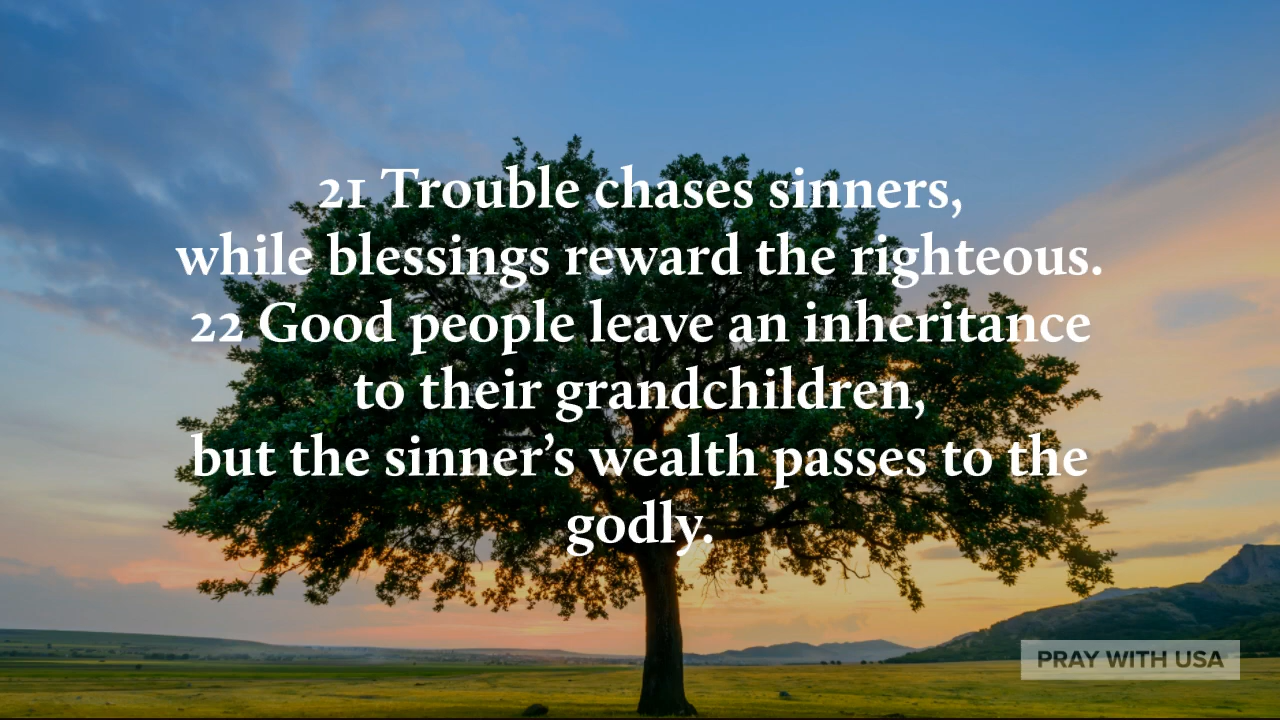 21 Trouble chases sinners,
while blessings reward the righteous.
22 Good people leave an inheritance
to their grandchildren,
but the sinner’s wealth passes to the
godly.
PRAY WITH USA